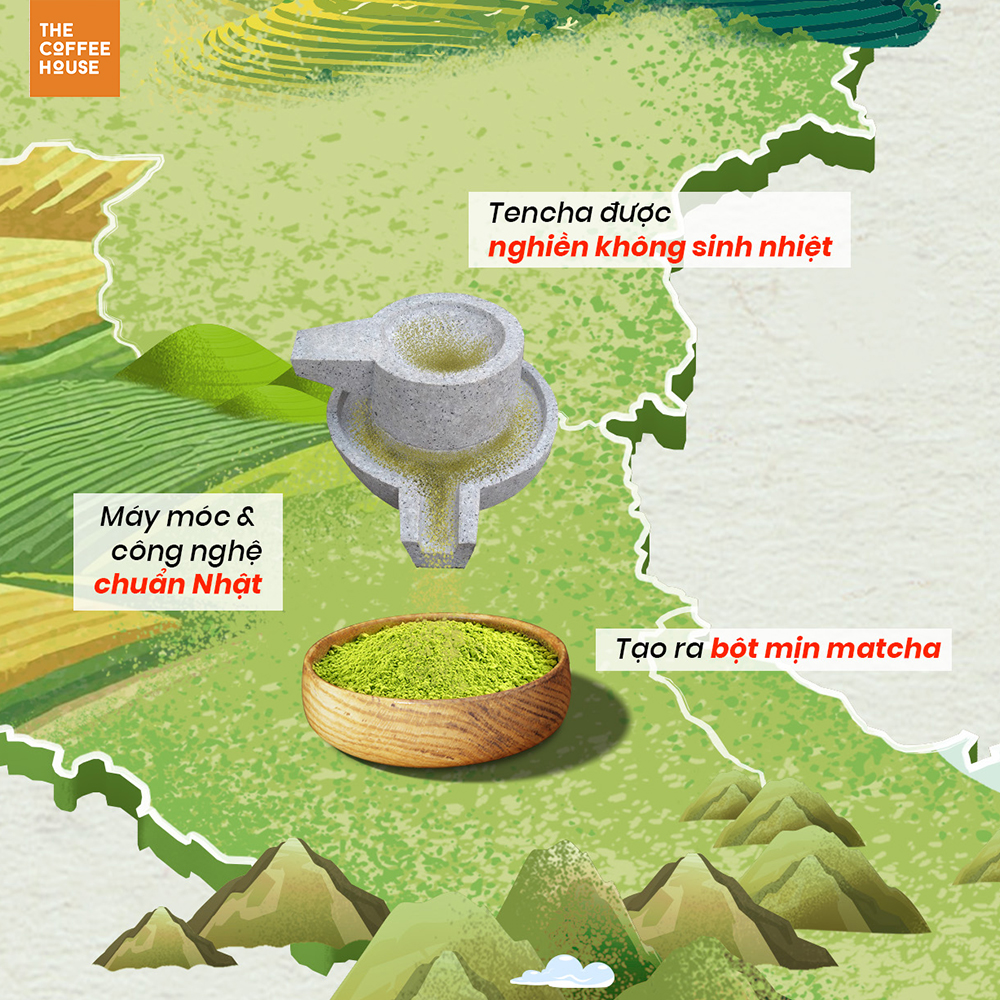 THE
COFFEE
HOUSE
Tencha được
nghiền không sinh nhiệt
Máy móc &
công nghệ
chuẩn Nhật
Tạo ra bột mịn matcha